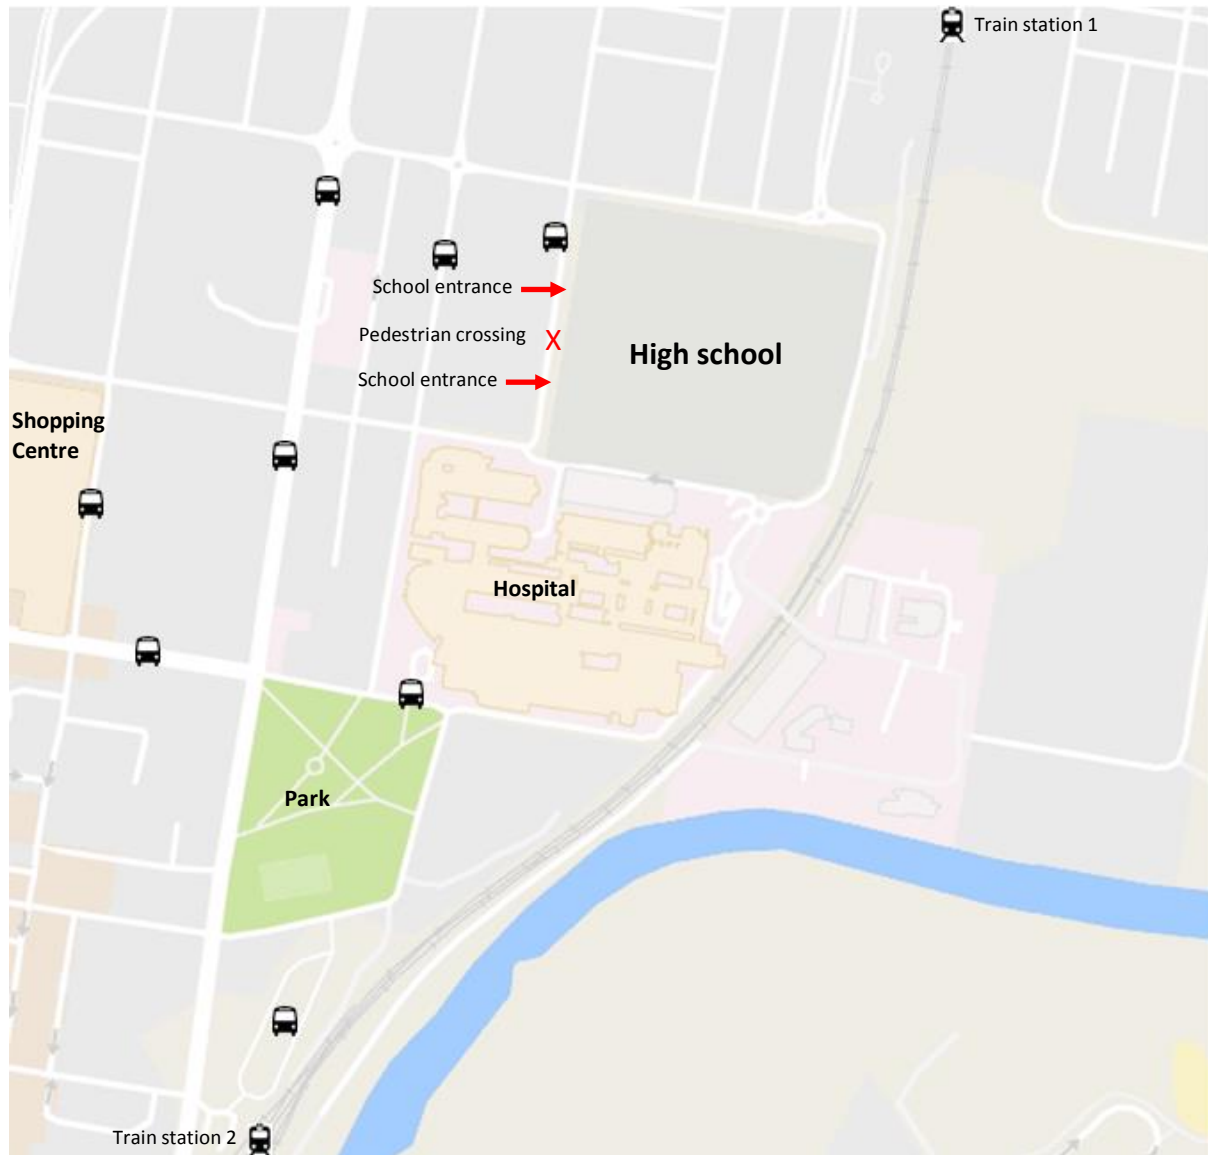 Train station 1
School entrance
Pedestrian crossing
X
High school
School entrance
Shopping
Centre
Hospital
Park
Train station 2